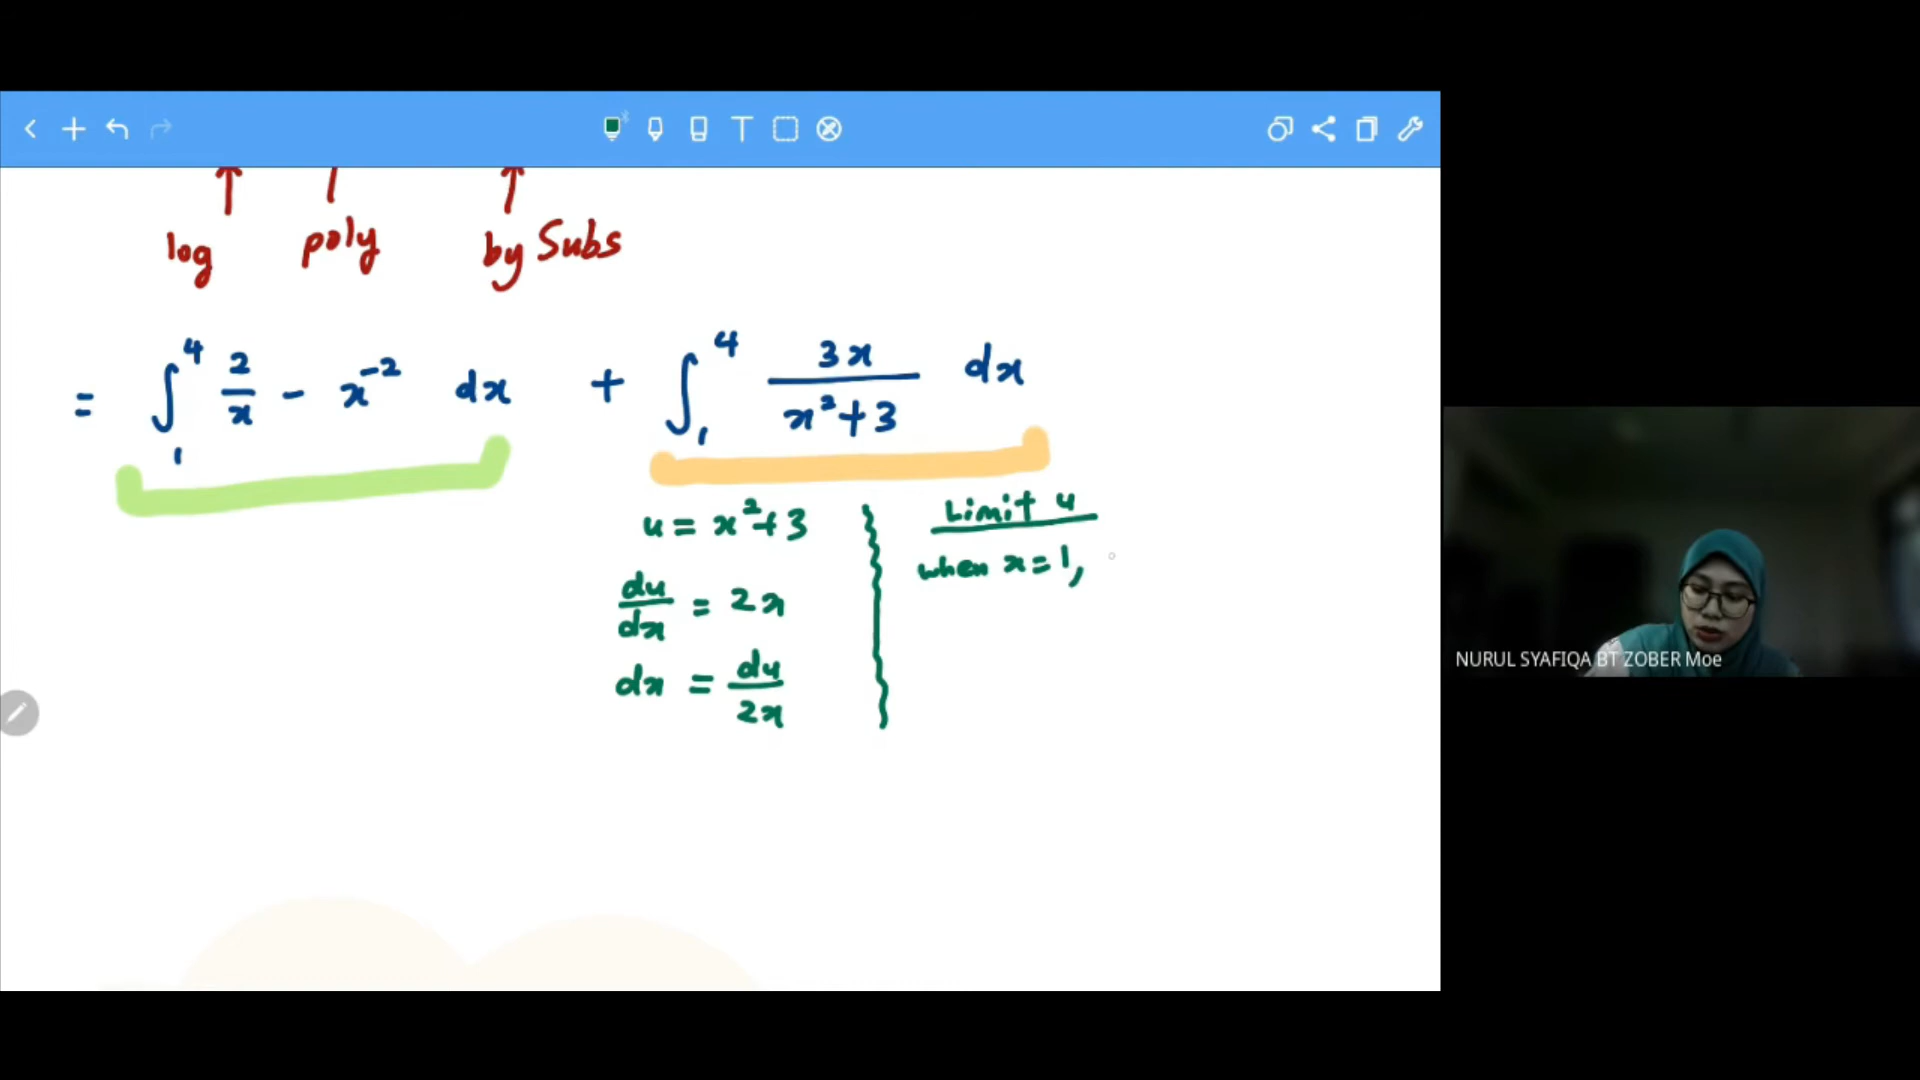 log poly by Subs
= ∫₁⁴ 2/x - x⁻² dx + ∫₁⁴ 3x/(x²+3) dx
u = x²+3
du/dx = 2x
dx = du/2x
Limit u
when x=1,
NURUL SYAFIQA BT ZOBER Moe